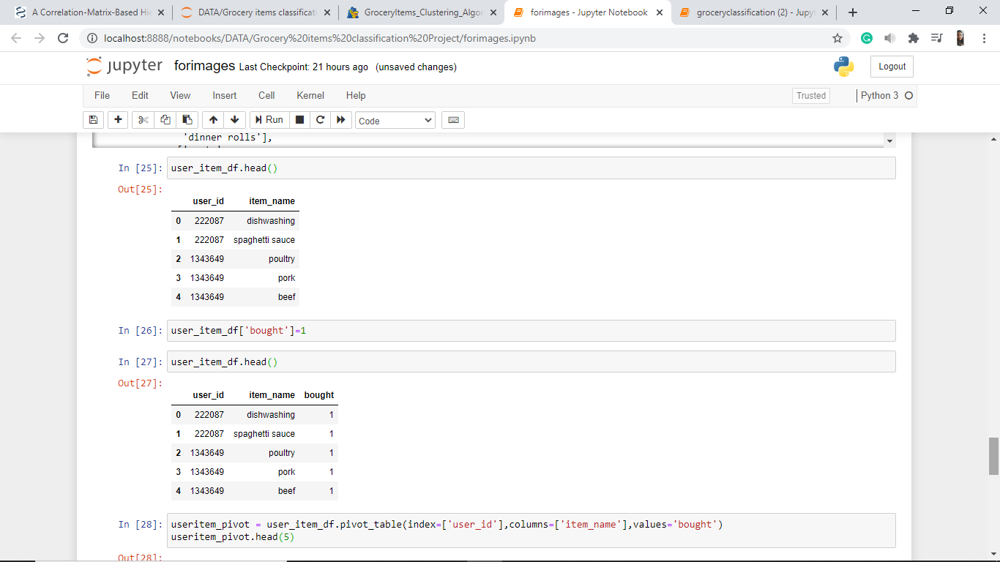 A Correlation-Matrix-Based Hie
DATA/Grocery items classificati
GroceryItems_Clustering_Algor
forimages - Jupyter Notebook
groceryclassification (2) - Jupyt
localhost:8888/notebooks/DATA/Grocery%20items%20classification%20Project/forimages.ipynb
jupyter forimages Last Checkpoint: 21 hours ago (unsaved changes)
Logout
File Edit View Insert Cell Kernel Help
Trusted
Python 3
Run
Code
'dinner rolls'],
In [25]: user_item_df.head()
Out[25]:
user_id item_name
0 222087 dishwashing
1 222087 spaghetti sauce
2 1343649 poultry
3 1343649 pork
4 1343649 beef
In [26]: user_item_df['bought']=1
In [27]: user_item_df.head()
Out[27]:
user_id item_name bought
0 222087 dishwashing 1
1 222087 spaghetti sauce 1
2 1343649 poultry 1
3 1343649 pork 1
4 1343649 beef 1
In [28]: useritem_pivot = user_item_df.pivot_table(index=['user_id'],columns=['item_name'],values='bought')
useritem_pivot.head(5)
Out[28]: